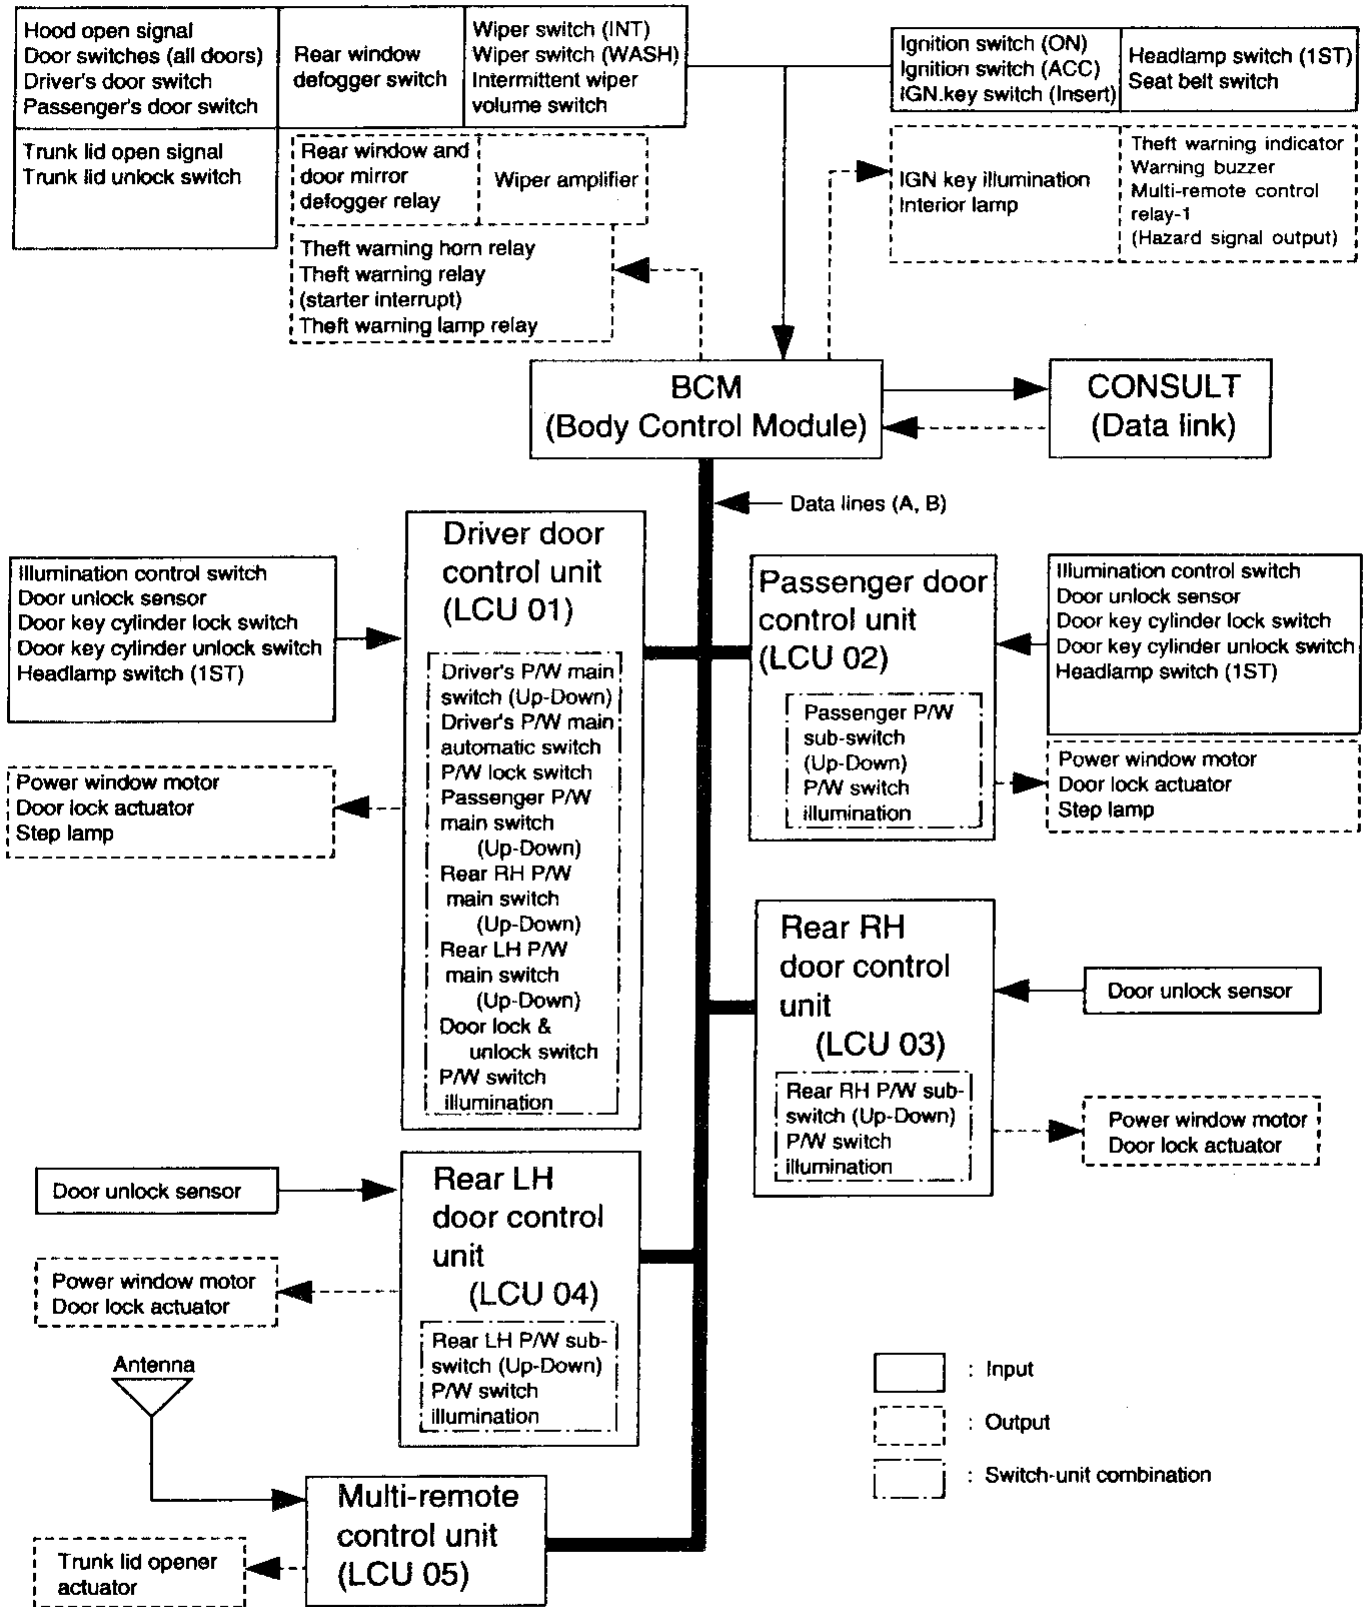 Hood open signal
Door switches (all doors)
Driver's door switch
Passenger's door switch
Rear window
defogger switch
Wiper switch (INT)
Wiper switch (WASH)
Intermittent wiper
volume switch
Ignition switch (ON)
Ignition switch (ACC)
IGN.key switch (Insert)
Headlamp switch (1ST)
Seat belt switch
Trunk lid open signal
Trunk lid unlock switch
Rear window and
door mirror
defogger relay
Wiper amplifier
IGN key illumination
Interior lamp
Theft warning indicator
Warning buzzer
Multi-remote control
relay-1
(Hazard signal output)
Theft warning horn relay
Theft warning relay
(starter interrupt)
Theft warning lamp relay
BCM
(Body Control Module)
CONSULT
(Data link)
Data lines (A, B)
Driver door
control unit
(LCU 01)
Illumination control switch
Door unlock sensor
Door key cylinder lock switch
Door key cylinder unlock switch
Headlamp switch (1ST)
Driver's P/W main
switch (Up-Down)
Driver's P/W main
automatic switch
P/W lock switch
Passenger P/W
main switch
(Up-Down)
Rear RH P/W
main switch
(Up-Down)
Rear LH P/W
main switch
(Up-Down)
Door lock &
unlock switch
P/W switch
illumination
Power window motor
Door lock actuator
Step lamp
Passenger door
control unit
(LCU 02)
Illumination control switch
Door unlock sensor
Door key cylinder lock switch
Door key cylinder unlock switch
Headlamp switch (1ST)
Passenger P/W
sub-switch
(Up-Down)
P/W switch
illumination
Power window motor
Door lock actuator
Step lamp
Rear RH
door control
unit
(LCU 03)
Door unlock sensor
Rear RH P/W sub-
switch (Up-Down)
P/W switch
illumination
Power window motor
Door lock actuator
Door unlock sensor
Rear LH
door control
unit
(LCU 04)
Power window motor
Door lock actuator
Rear LH P/W sub-
switch (Up-Down)
P/W switch
illumination
Antenna
Multi-remote
control unit
(LCU 05)
Trunk lid opener
actuator
: Input
: Output
: Switch-unit combination